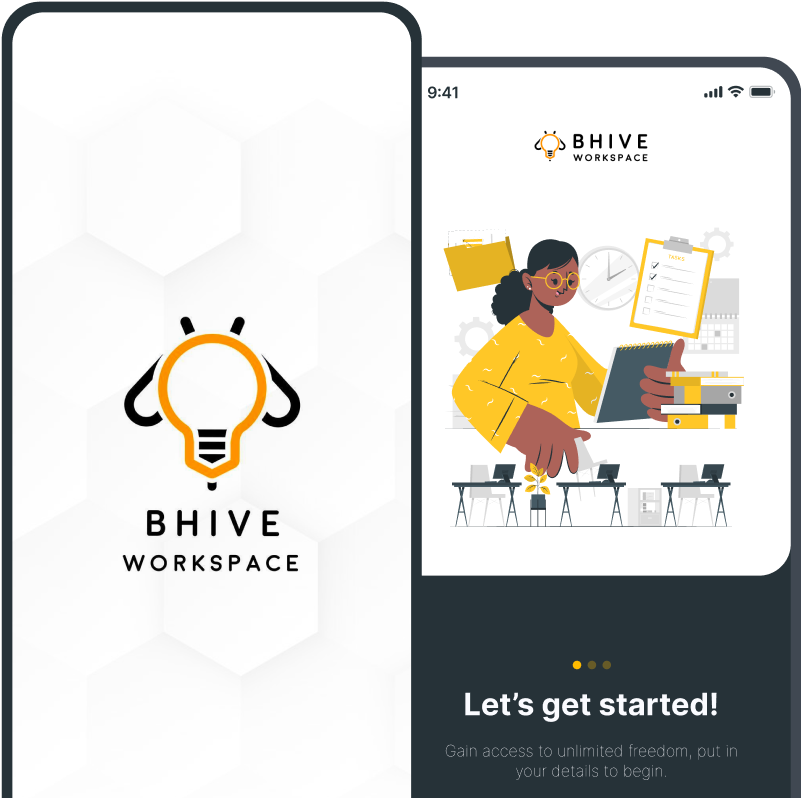 BHIVE
WORKSPACE
9:41
BHIVE
WORKSPACE
TASKS
Let's get started!
Gain access to unlimited freedom, put in
your details to begin.